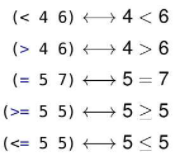 (< 4 6) ⟷ 4 < 6
(> 4 6) ⟷ 4 > 6
(= 5 7) ⟷ 5 = 7
(>= 5 5) ⟷ 5 ≥ 5
(<= 5 5) ⟷ 5 ≤ 5